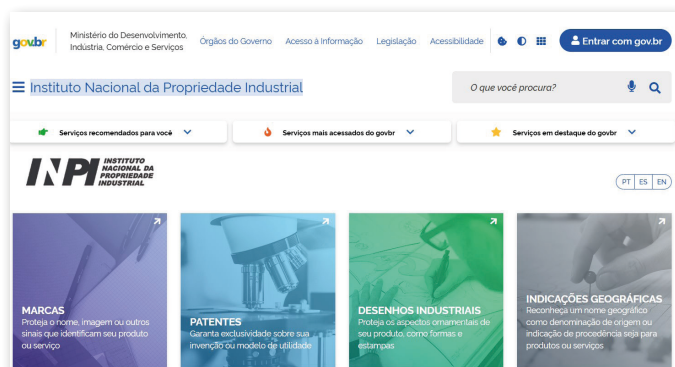 gov.br
Ministério do Desenvolvimento,
Indústria, Comércio e Serviços
Órgãos do Governo
Acesso à Informação
Legislação
Acessibilidade
Entrar com gov.br
Instituto Nacional da Propriedade Industrial
O que você procura?
Serviços recomendados para você
Serviços mais acessados do govbr
Serviços em destaque do govbr
INPI
INSTITUTO
NACIONAL DA
PROPRIEDADE
INDUSTRIAL
PT ES EN
MARCAS
Proteja o nome, imagem ou outros
sinais que identificam seu produto
ou serviço
PATENTES
Garanta exclusividade sobre sua
invenção ou modelo de utilidade
DESENHOS INDUSTRIAIS
Proteja os aspectos ornamentais de
seu produto, como formas e
estampas
INDICAÇÕES GEOGRÁFICAS
Reconheça um nome geográfico
como denominação de origem ou
indicação de procedência seja para
produtos ou serviços